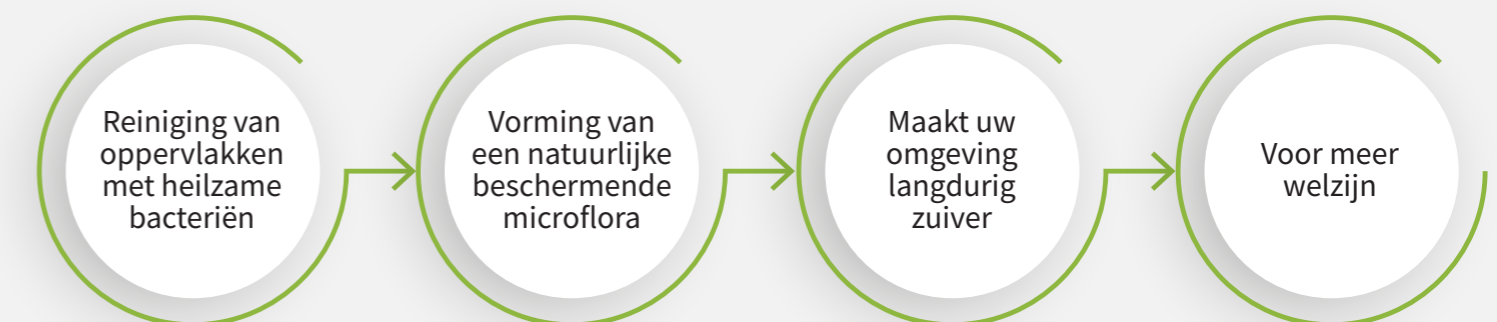 Reiniging van
oppervlakken
met heilzame
bacteriën
Vorming van
een natuurlijke
beschermende
microflora
Maakt uw
omgeving
langdurig
zuiver
Voor meer
welzijn